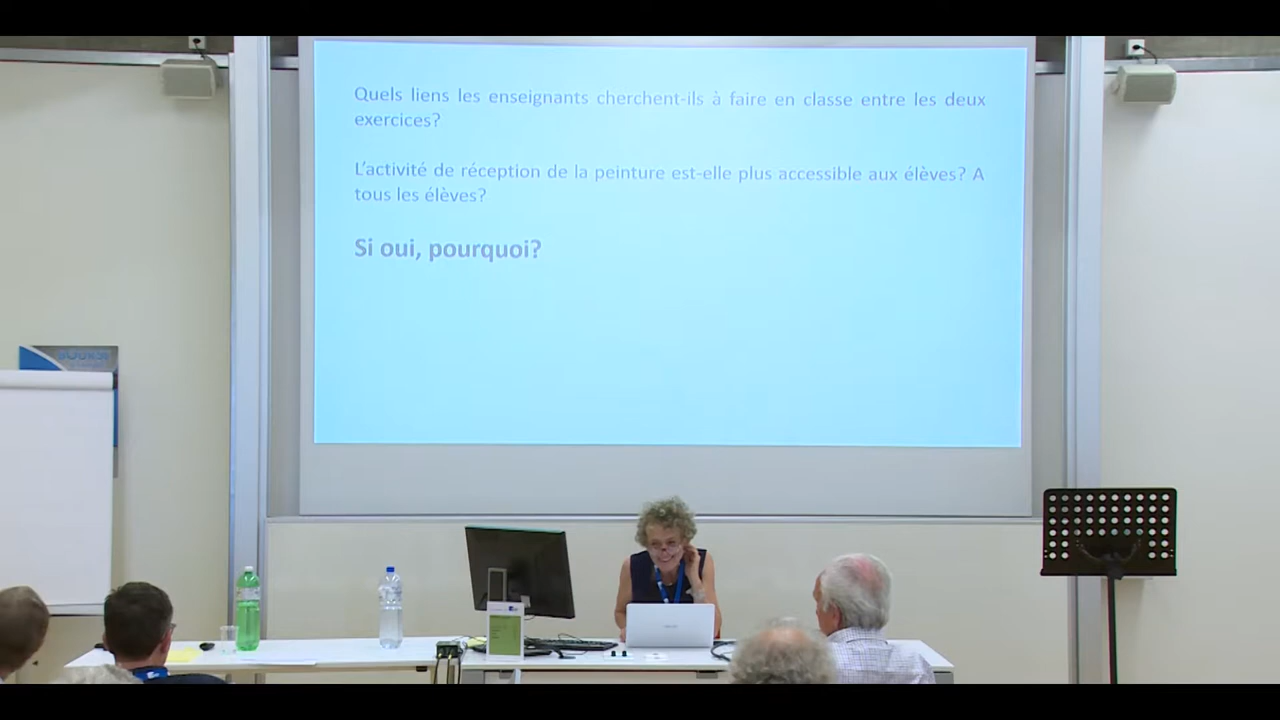 Quels liens les enseignants cherchent-ils à faire en classe entre les deux
exercices?
L'activité de réception de la peinture est-elle plus accessible aux élèves? A
tous les élèves?
Si oui, pourquoi?